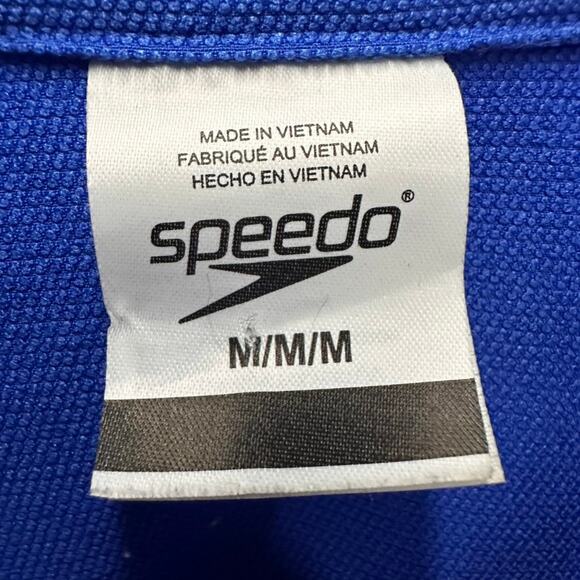 MADE IN VIETNAM
FABRIQUÉ AU VIETNAM
HECHO EN VIETNAM
speedo®
M/M/M